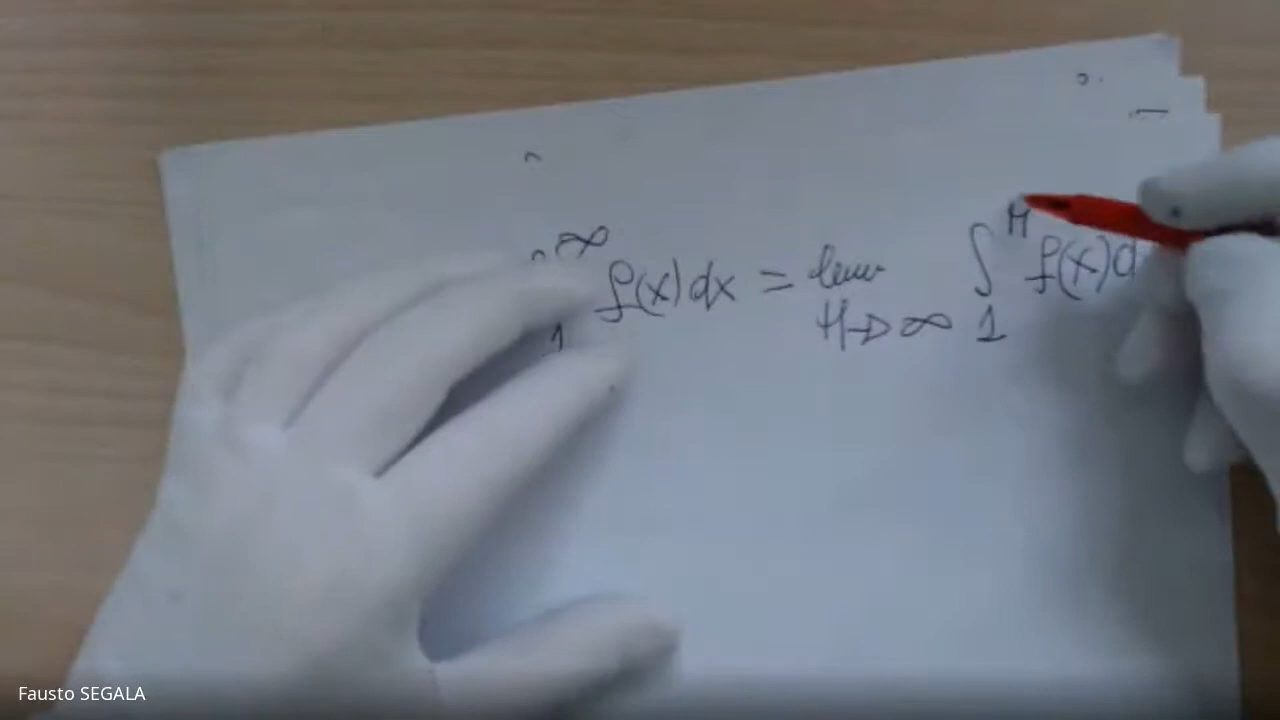 ∫₁^∞ f(x)dx = lim_{M→∞} ∫₁^M f(x)d
Fausto SEGALA